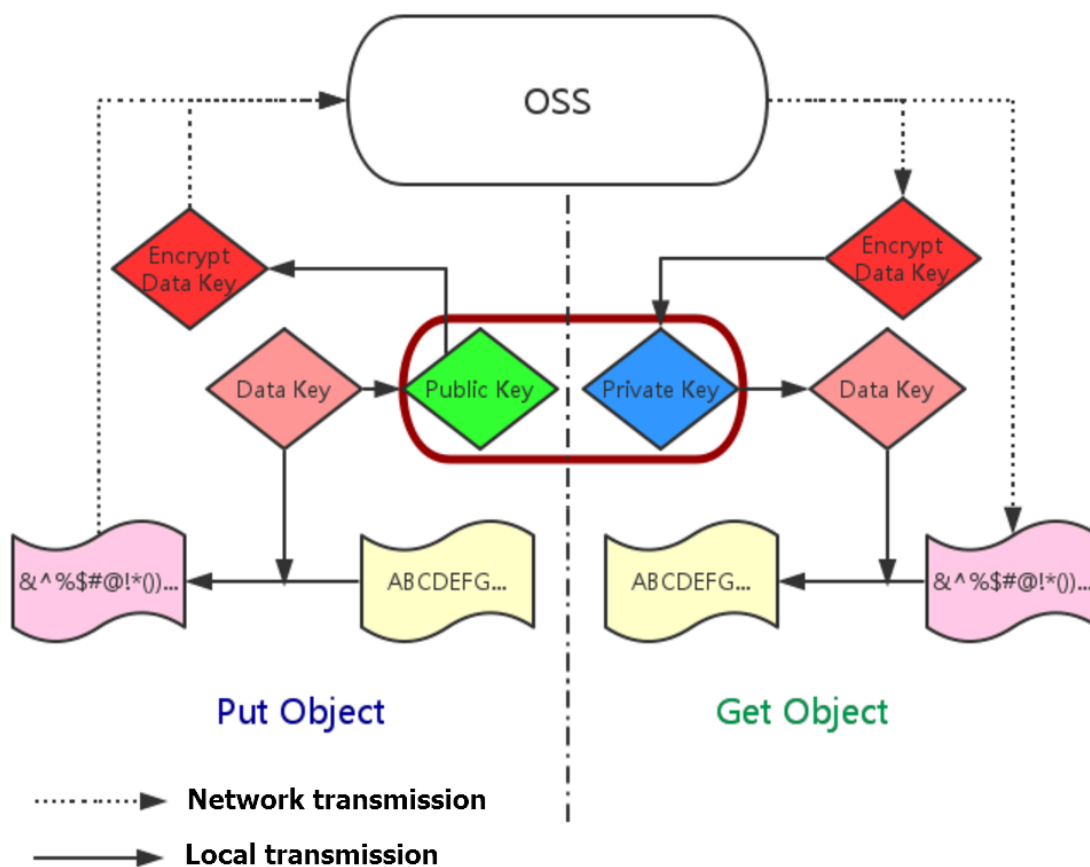 OSS
Encrypt
Data Key
Encrypt
Data Key
Data Key
Public Key
Private Key
Data Key
&^%$#@!*())...
ABCDEFG...
ABCDEFG...
&^%$#@!*())...
Put Object
Get Object
Network transmission
Local transmission